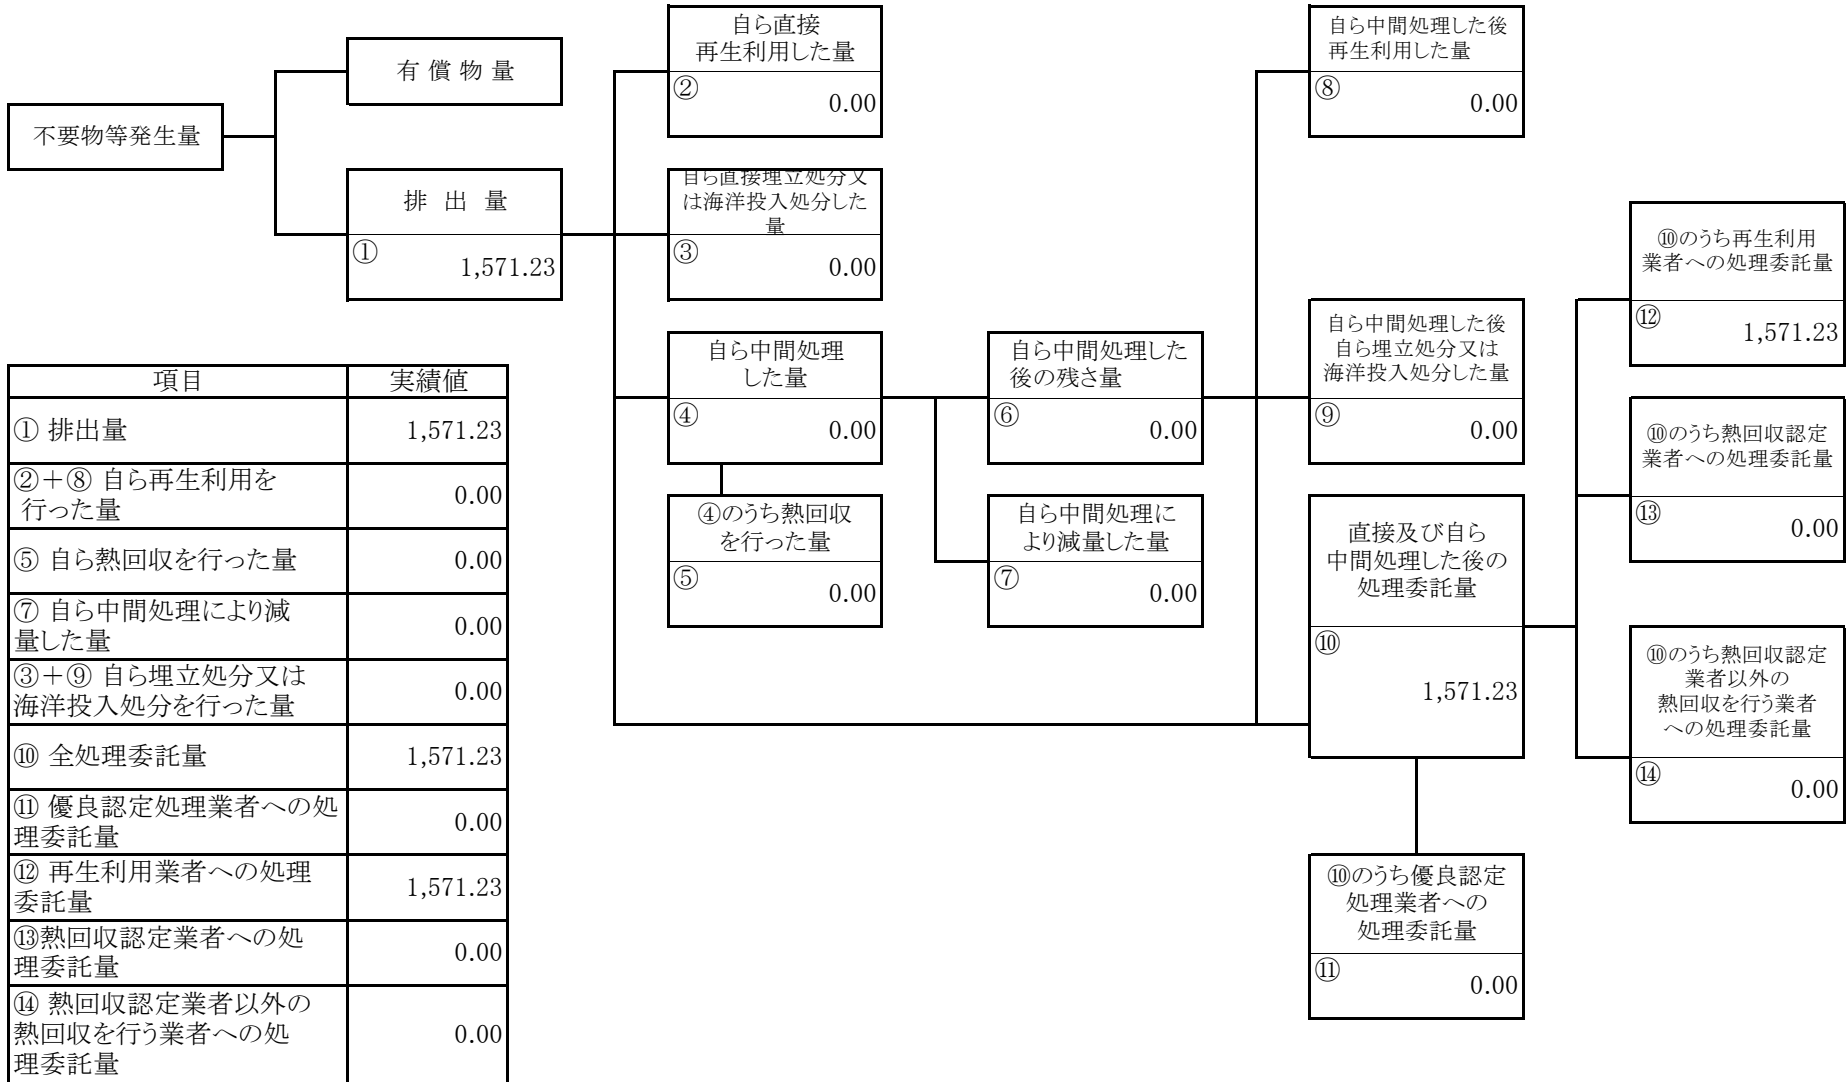 不要物等発生量
有 償 物 量
排 出 量
①
1,571.23
自ら直接
再生利用した量
②
0.00
自ら直接埋立処分又
は海洋投入処分した
量
③
0.00
自ら中間処理
した量
④
0.00
④のうち熱回収
を行った量
⑤
0.00
自ら中間処理した
後の残さ量
⑥
0.00
自ら中間処理に
より減量した量
⑦
0.00
自ら中間処理した後
再生利用した量
⑧
0.00
自ら中間処理した後
自ら埋立処分又は
海洋投入処分した量
⑨
0.00
直接及び自ら
中間処理した後の
処理委託量
⑩
1,571.23
⑩のうち優良認定
処理業者への
処理委託量
⑪
0.00
⑩のうち再生利用
業者への処理委託量
⑫
1,571.23
⑩のうち熱回収認定
業者への処理委託量
⑬
0.00
⑩のうち熱回収認定
業者以外の
熱回収を行う業者
への処理委託量
⑭
0.00
項目 実績値
① 排出量 1,571.23
②＋⑧ 自ら再生利用を
行った量 0.00
⑤ 自ら熱回収を行った量 0.00
⑦ 自ら中間処理により減
量した量 0.00
③＋⑨ 自ら埋立処分又は
海洋投入処分を行った量 0.00
⑩ 全処理委託量 1,571.23
⑪ 優良認定処理業者への処
理委託量 0.00
⑫ 再生利用業者への処理
委託量 1,571.23
⑬熱回収認定業者への処
理委託量 0.00
⑭ 熱回収認定業者以外の
熱回収を行う業者への処
理委託量 0.00